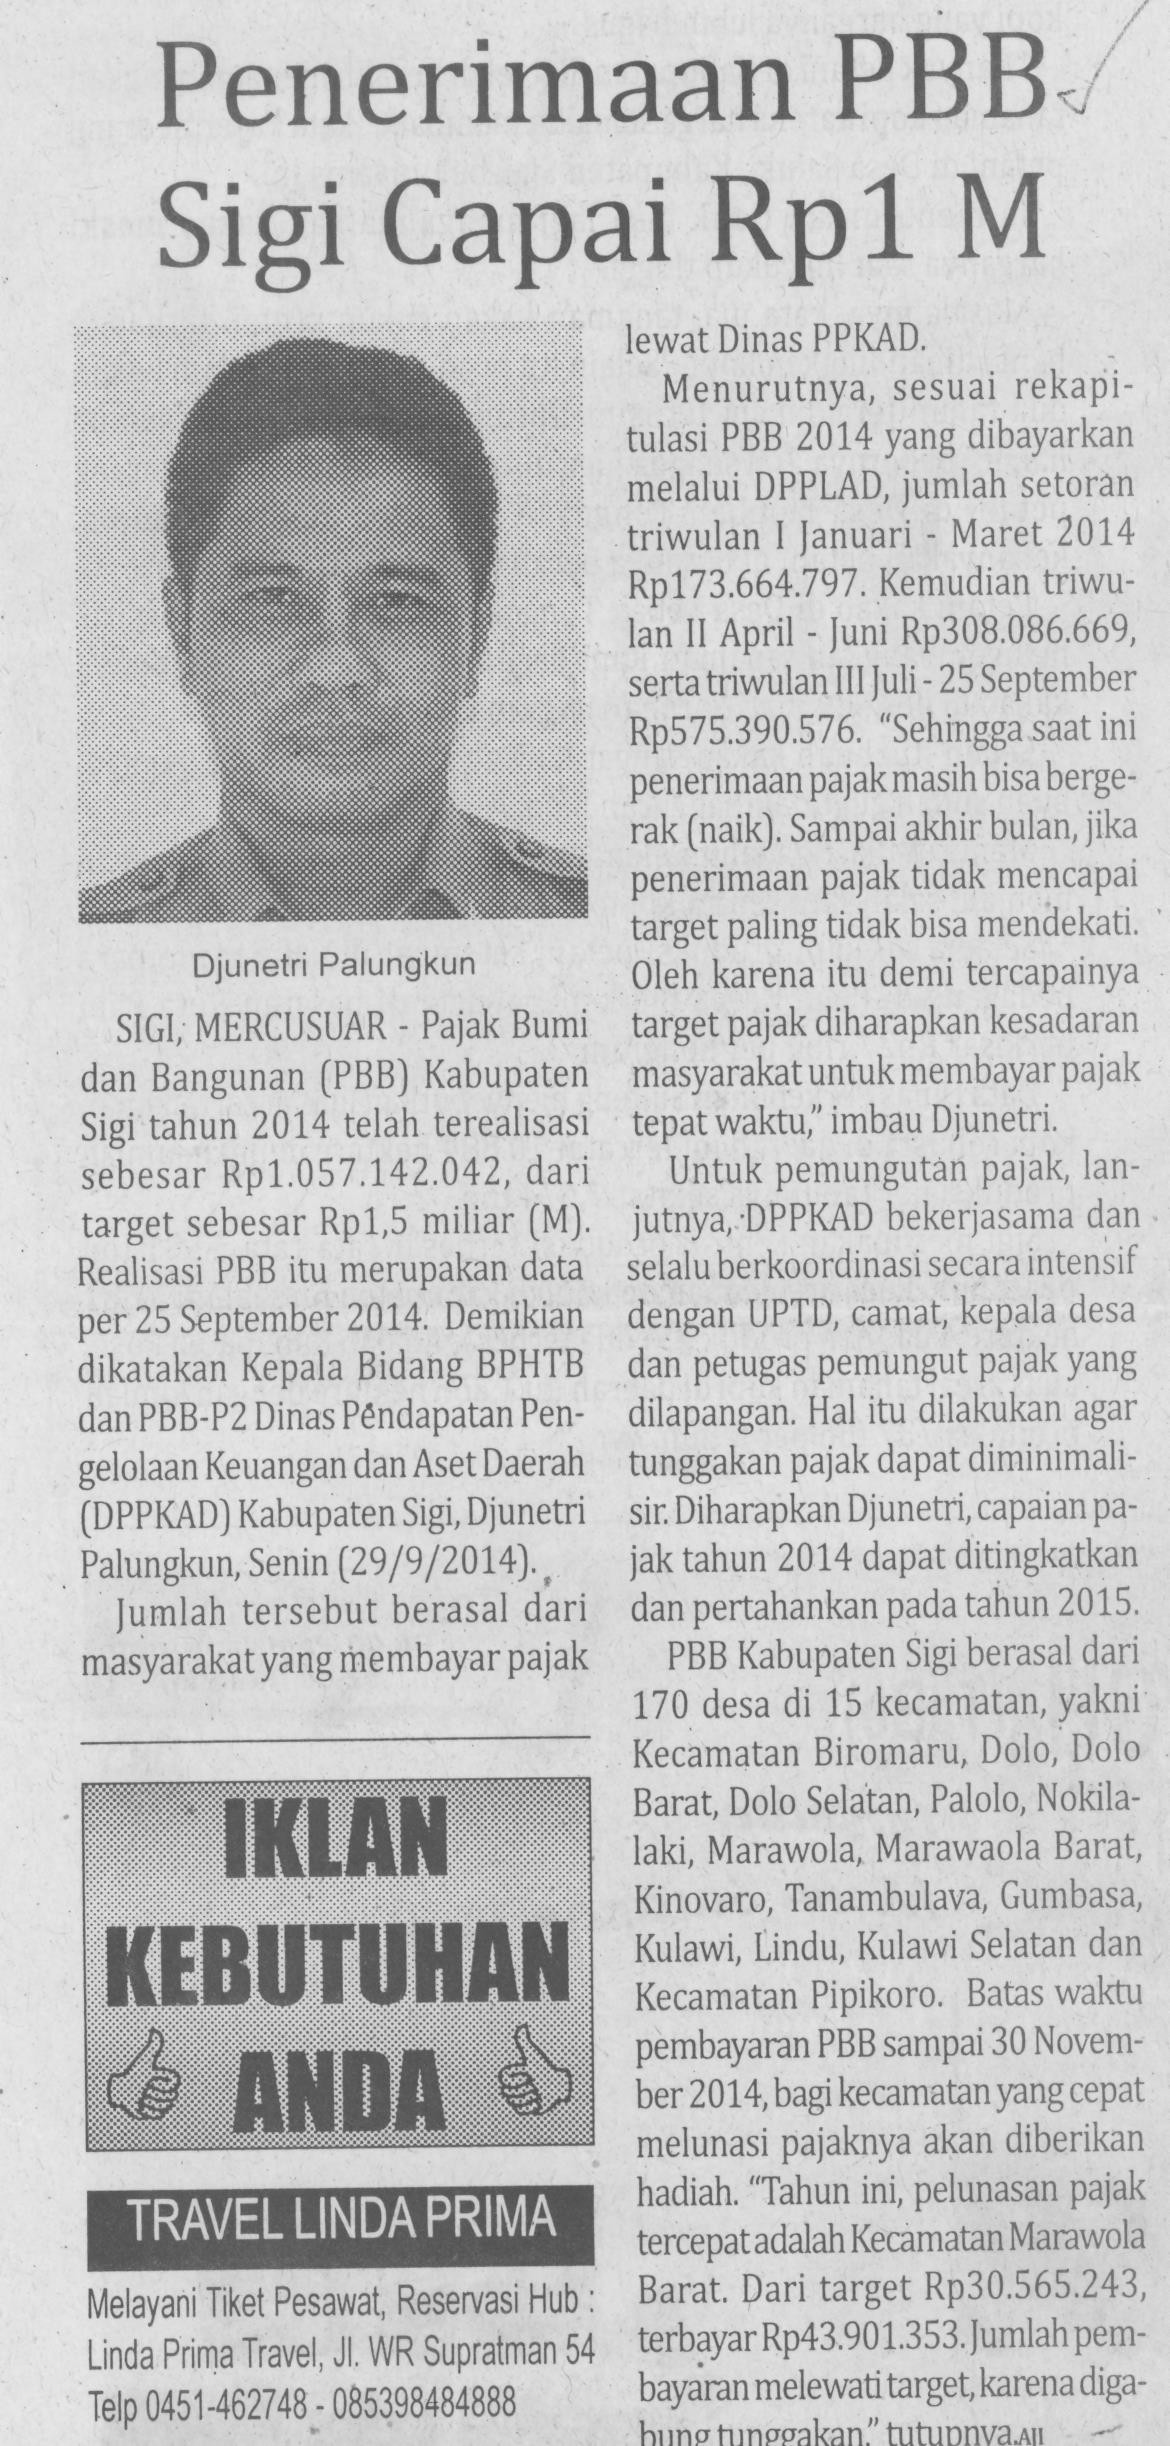 Penerimaan PBB
Sigi Capai Rp1 M
Djunetri Palungkun
SIGI, MERCUSUAR - Pajak Bumi
dan Bangunan (PBB) Kabupaten
Sigi tahun 2014 telah terealisasi
sebesar Rp1.057.142.042, dari
target sebesar Rp1,5 miliar (M).
Realisasi PBB itu merupakan data
per 25 September 2014. Demikian
dikatakan Kepala Bidang BPHTB
dan PBB-P2 Dinas Pendapatan Pen-
gelolaan Keuangan dan Aset Daerah
(DPPKAD) Kabupaten Sigi, Djunetri
Palungkun, Senin (29/9/2014).
Jumlah tersebut berasal dari
masyarakat yang membayar pajak
lewat Dinas PPKAD.
Menurutnya, sesuai rekapi-
tulasi PBB 2014 yang dibayarkan
melalui DPPLAD, jumlah setoran
triwulan I Januari - Maret 2014
Rp173.664.797. Kemudian triwu-
lan II April - Juni Rp308.086.669,
serta triwulan III Juli - 25 September
Rp575.390.576. “Sehingga saat ini
penerimaan pajak masih bisa berge-
rak (naik). Sampai akhir bulan, jika
penerimaan pajak tidak mencapai
target paling tidak bisa mendekati.
Oleh karena itu demi tercapainya
target pajak diharapkan kesadaran
masyarakat untuk membayar pajak
tepat waktu,” imbau Djunetri.
Untuk pemungutan pajak, lan-
jutnya, DPPKAD bekerjasama dan
selalu berkoordinasi secara intensif
dengan UPTD, camat, kepala desa
dan petugas pemungut pajak yang
dilapangan. Hal itu dilakukan agar
tunggakan pajak dapat diminimali-
sir. Diharapkan Djunetri, capaian pa-
jak tahun 2014 dapat ditingkatkan
dan pertahankan pada tahun 2015.
PBB Kabupaten Sigi berasal dari
170 desa di 15 kecamatan, yakni
Kecamatan Biromaru, Dolo, Dolo
Barat, Dolo Selatan, Palolo, Nokila-
laki, Marawola, Marawaola Barat,
Kinovaro, Tanambulava, Gumbasa,
Kulawi, Lindu, Kulawi Selatan dan
Kecamatan Pipikoro. Batas waktu
pembayaran PBB sampai 30 Novem-
ber 2014, bagi kecamatan yang cepat
melunasi pajaknya akan diberikan
hadiah. “Tahun ini, pelunasan pajak
tercepat adalah Kecamatan Marawola
Barat. Dari target Rp30.565.243,
terbayar Rp43.901.353. Jumlah pem-
bayaran melewati target, karena diga-
bung tunggakan,” tutupnya.AJI
IKLAN
KEBUTUHAN
ANDA
TRAVEL LINDA PRIMA
Melayani Tiket Pesawat, Reservasi Hub :
Linda Prima Travel, Jl. WR Supratman 54
Telp 0451-462748 - 085398484888